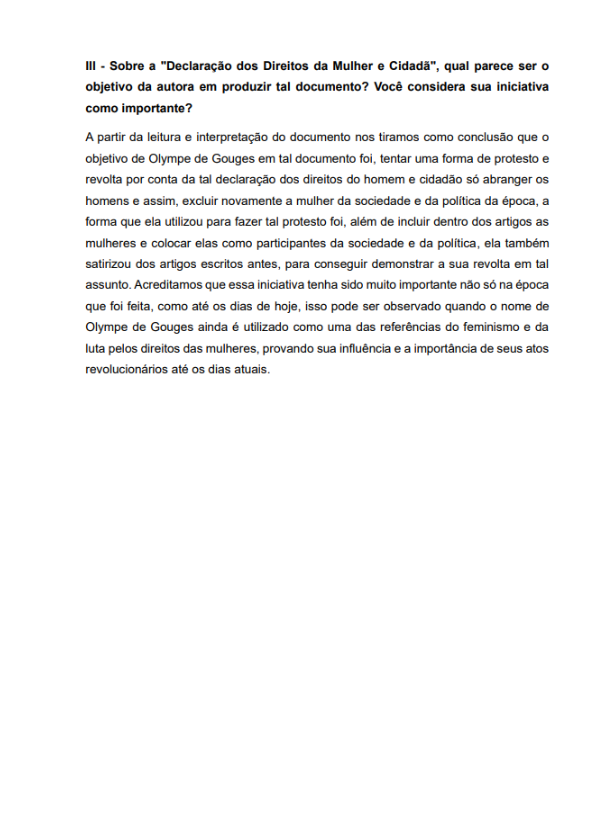 III - Sobre a "Declaração dos Direitos da Mulher e Cidadã", qual parece ser o
objetivo da autora em produzir tal documento? Você considera sua iniciativa
como importante?
A partir da leitura e interpretação do documento nos tiramos como conclusão que o
objetivo de Olympe de Gouges em tal documento foi, tentar uma forma de protesto e
revolta por conta da tal declaração dos direitos do homem e cidadão só abranger os
homens e assim, excluir novamente a mulher da sociedade e da política da época, a
forma que ela utilizou para fazer tal protesto foi, além de incluir dentro dos artigos as
mulheres e colocar elas como participantes da sociedade e da política, ela também
satirizou dos artigos escritos antes, para conseguir demonstrar a sua revolta em tal
assunto. Acreditamos que essa iniciativa tenha sido muito importante não só na época
que foi feita, como até os dias de hoje, isso pode ser observado quando o nome de
Olympe de Gouges ainda é utilizado como uma das referências do feminismo e da
luta pelos direitos das mulheres, provando sua influência e a importância de seus atos
revolucionários até os dias atuais.